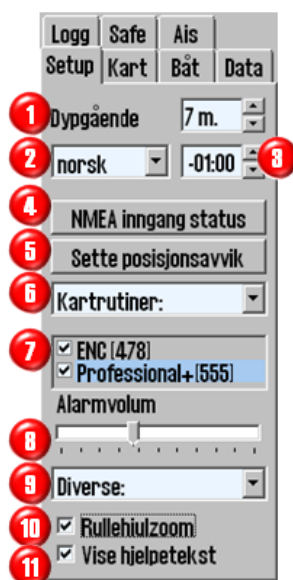 Logg Safe Ais
Setup Kart Båt Data
1 Dypgående 7 m.
2 norsk -01:00 3
4 NMEA inngang status
5 Sette posisjonsavvik
6 Kartrutiner:
7 ENC (478)
Professional+(555)
Alarmvolum
8
9 Diverse:
10 Rullehjulzoom
11 Vise hjelpetekst